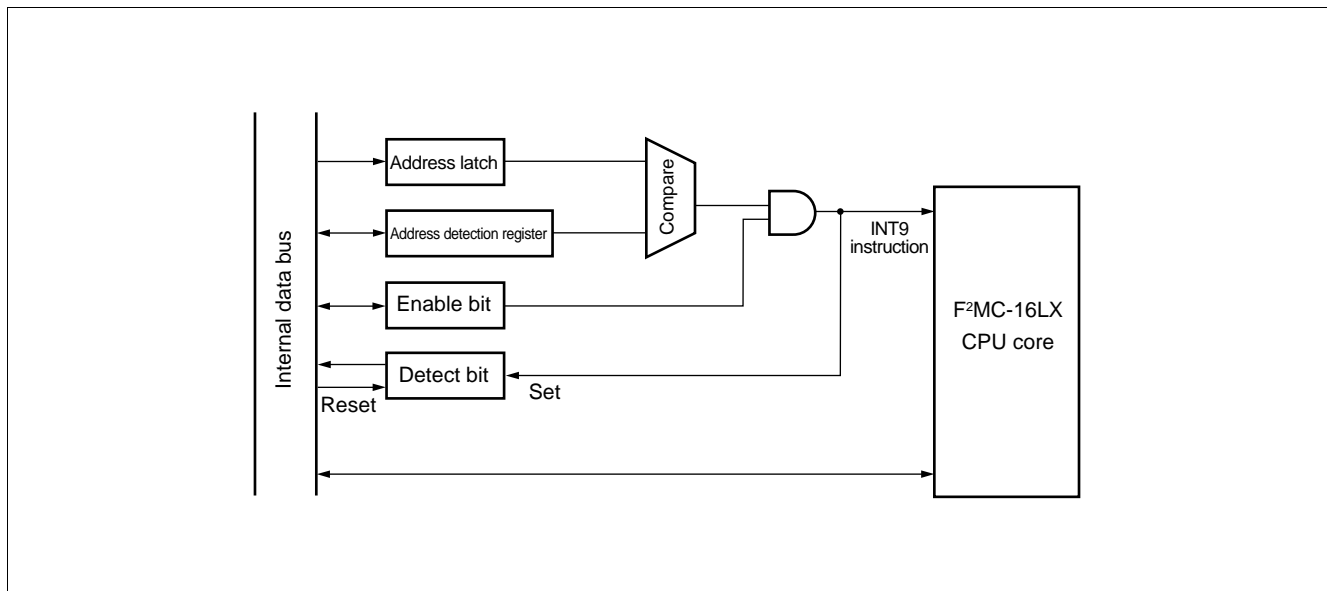 Internal data bus
Address latch
Address detection register
Enable bit
Detect bit
Reset
Set
Compare
INT9
instruction
F²MC-16LX
CPU core